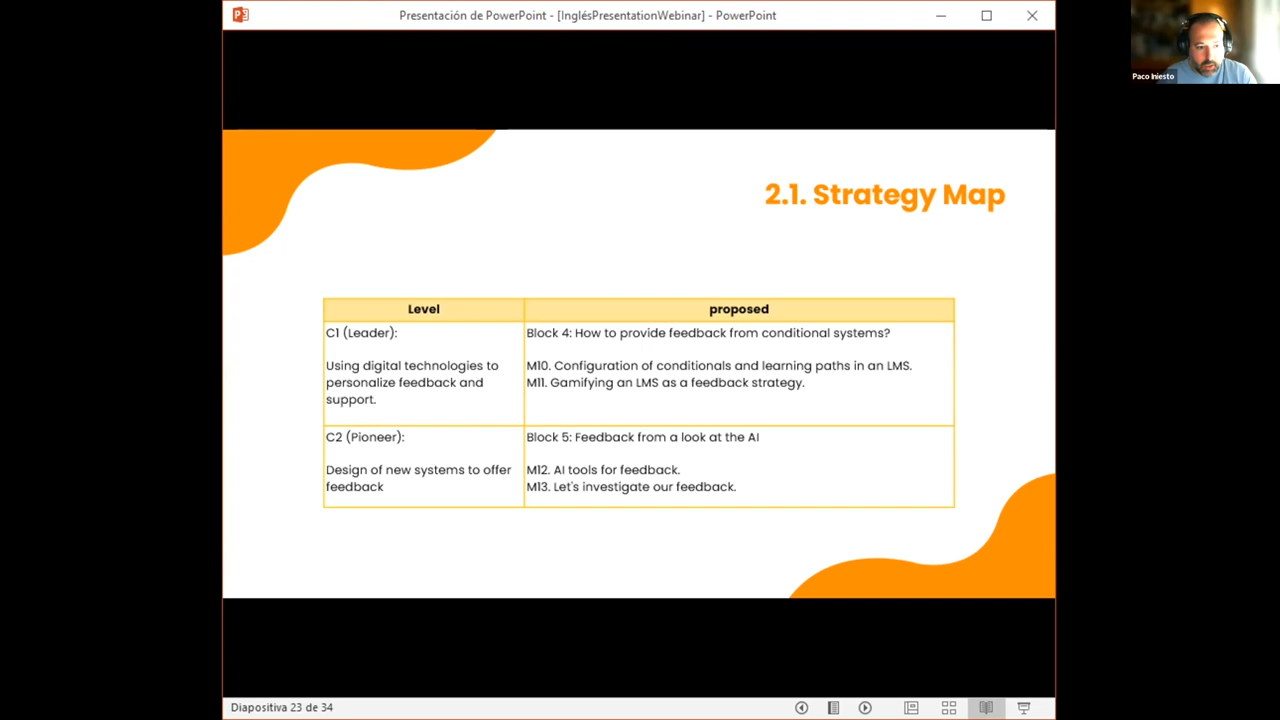 Presentación de PowerPoint - [InglésPresentationWebinar] - PowerPoint
Paco Iniesto
2.1. Strategy Map
Level
proposed
C1 (Leader):
Using digital technologies to
personalize feedback and
support.
Block 4: How to provide feedback from conditional systems?
M10. Configuration of conditionals and learning paths in an LMS.
M11. Gamifying an LMS as a feedback strategy.
C2 (Pioneer):
Design of new systems to offer
feedback
Block 5: Feedback from a look at the AI
M12. AI tools for feedback.
M13. Let's investigate our feedback.
Diapositiva 23 de 34